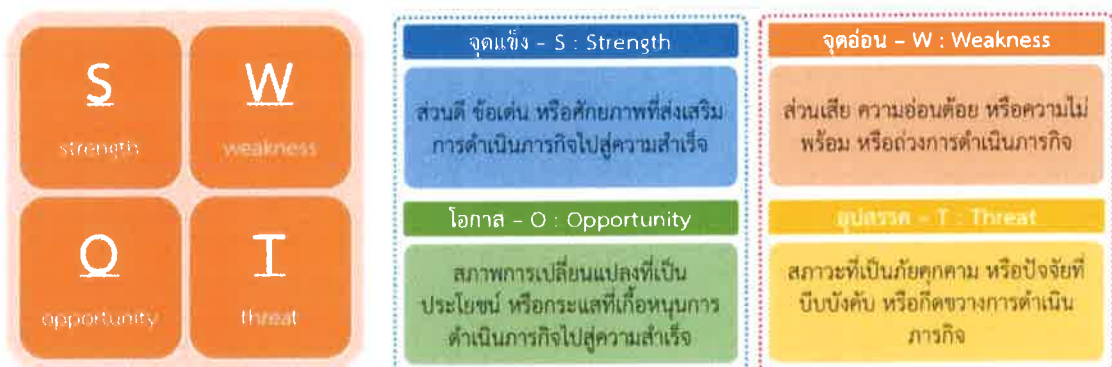 S
strength
W
weakness
O
opportunity
T
threat
จุดแข็ง – S : Strength
ส่วนดี ข้อเด่น หรือศักยภาพที่ส่งเสริม
การดำเนินภารกิจไปสู่ความสำเร็จ
จุดอ่อน – W : Weakness
ส่วนเสีย ความอ่อนด้อย หรือความไม่
พร้อม หรือถ่วงการดำเนินภารกิจ
โอกาส – O : Opportunity
สภาพการเปลี่ยนแปลงที่เป็น
ประโยชน์ หรือกระแสที่เกื้อหนุนการ
ดำเนินภารกิจไปสู่ความสำเร็จ
อุปสรรค – T : Threat
สภาวะที่เป็นภัยคุกคาม หรือปัจจัยที่
บีบบังคับ หรือกีดขวางการดำเนิน
ภารกิจ